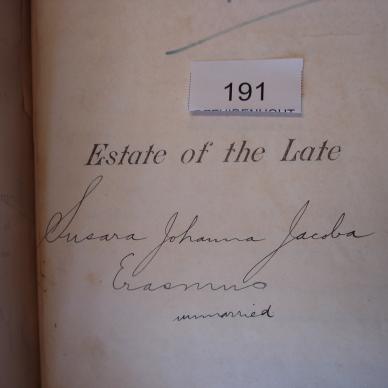 191
Estate of the Late
Susara Johanna Jacoba
Erasmus
unmarried